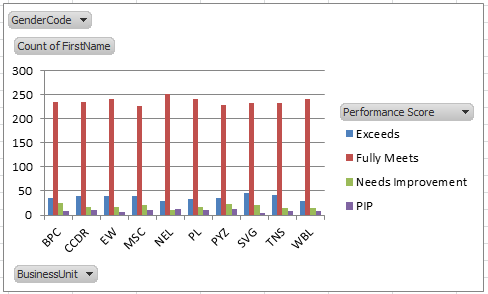 GenderCode
Count of FirstName
300
250
200
150
100
50
0
BPC CCDR EW MSC NEL PL PYZ SVG TNS WBL
Performance Score
Exceeds
Fully Meets
Needs Improvement
PIP
BusinessUnit